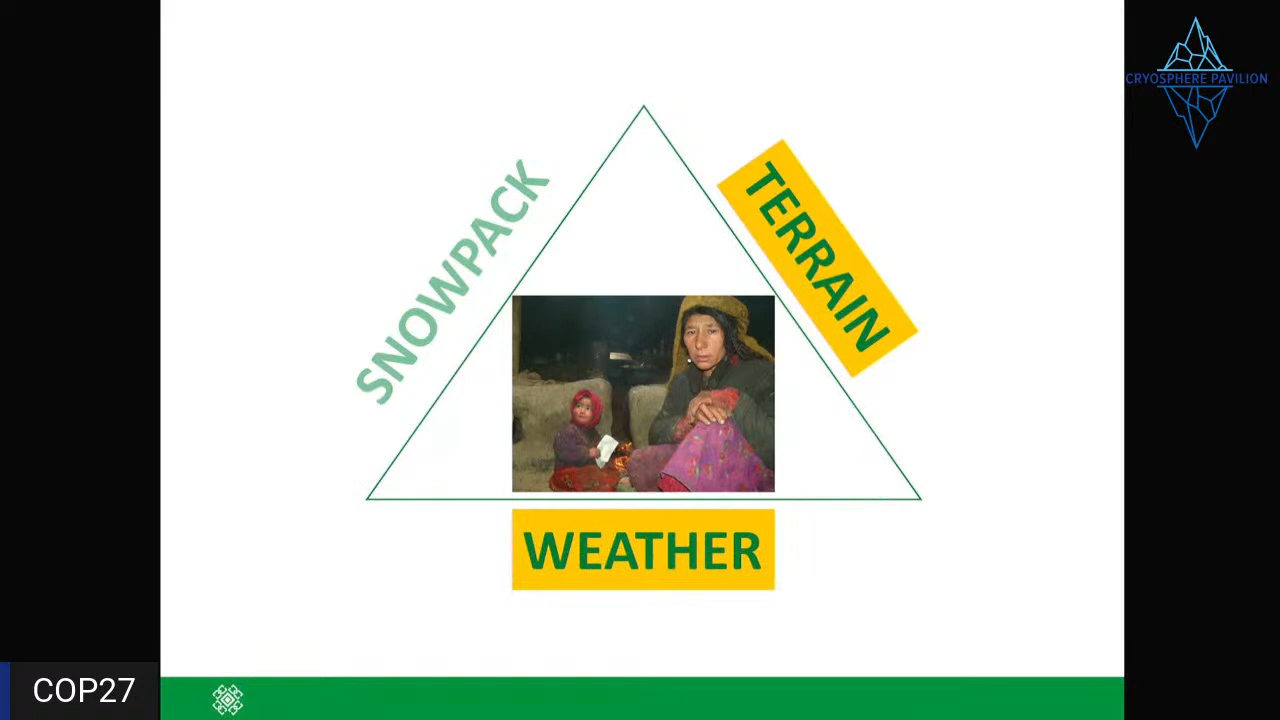 CRYOSPHERE PAVILION
SNOWPACK
TERRAIN
WEATHER
COP27